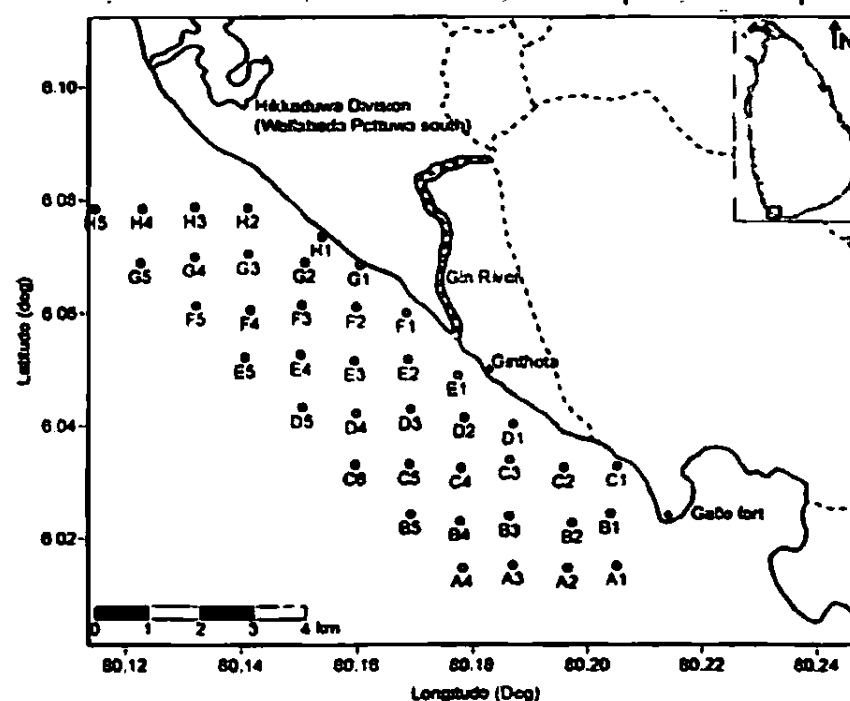 N
6.10
Hikkaduwa Division
(Wellabada Pattuwa south)
6.08
H5 H4 H3 H2
H1
G5 G4 G3 G2 G1
Gin River
6.06
F5 F4 F3 F2 F1
Latitude (deg)
Ginthota
E5 E4 E3 E2 E1
6.04
D5 D4 D3 D2 D1
C6 C5 C4 C3 C2 C1
Galle fort
6.02
B5 B4 B3 B2 B1
A4 A3 A2 A1
0 1 2 3 4 km
80.12 80.14 80.16 80.18 80.20 80.22 80.24
Longitude (Deg)